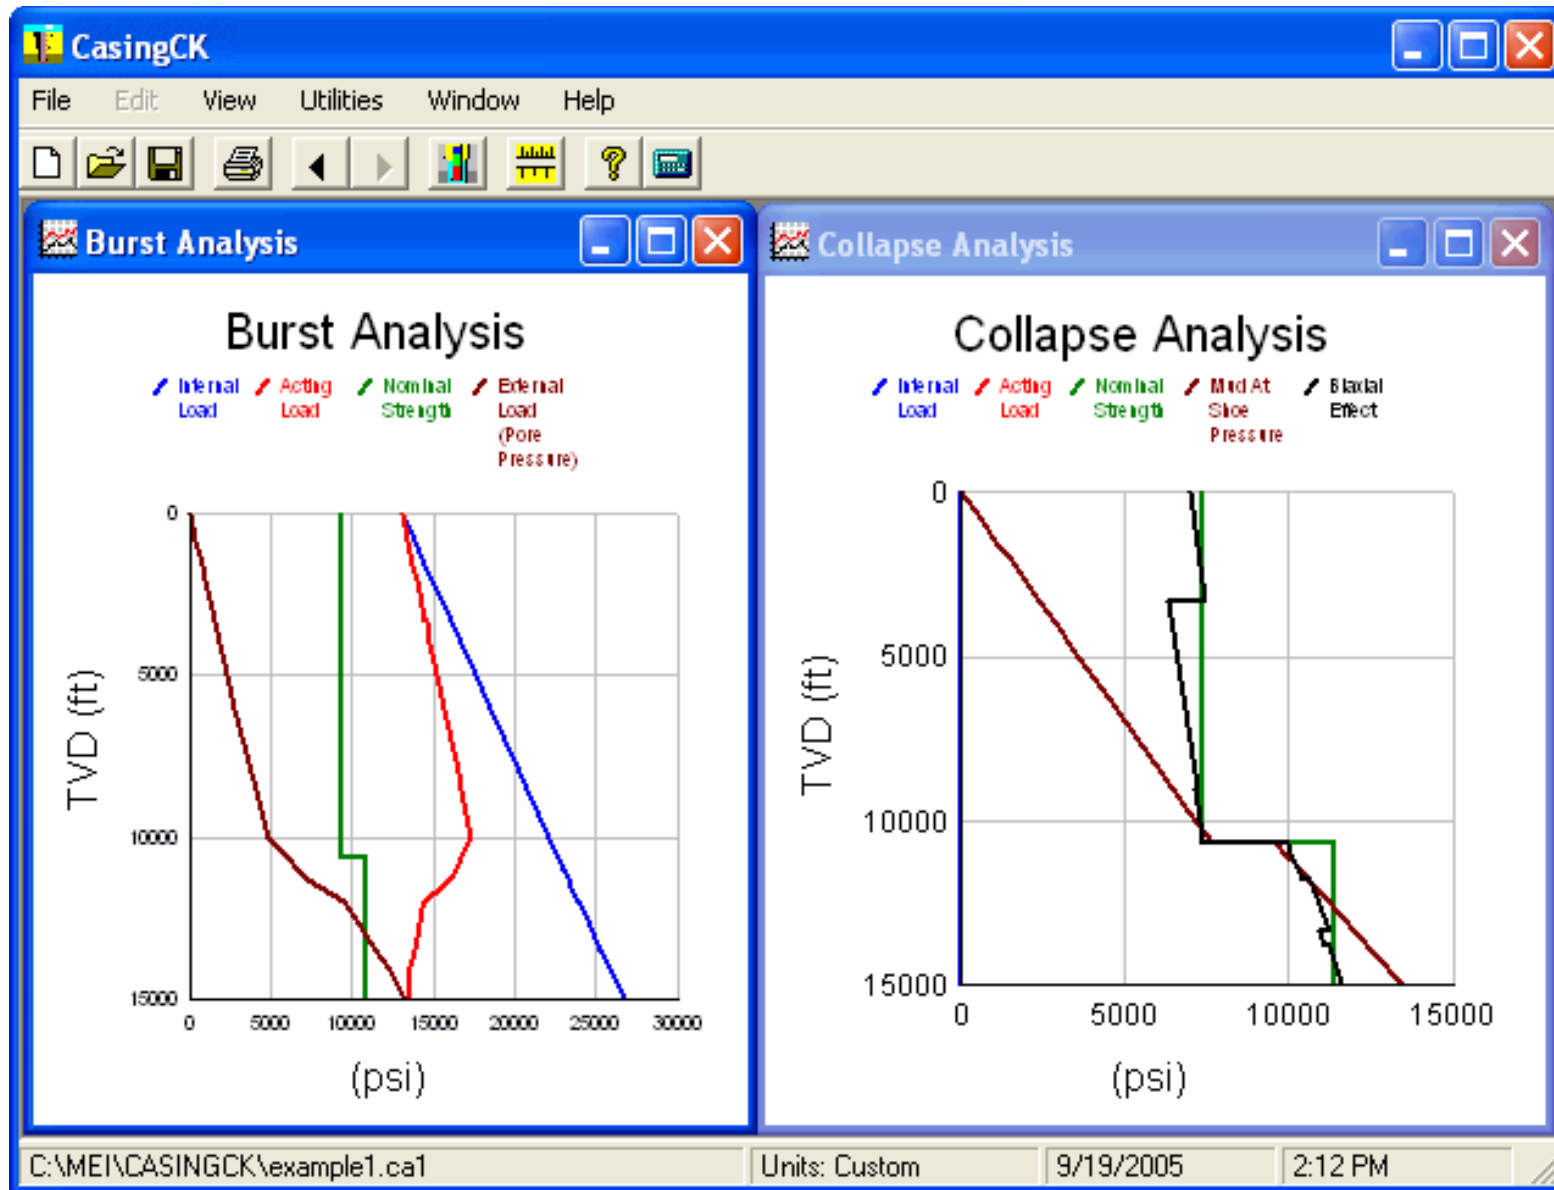 CasingCK
File Edit View Utilities Window Help
Burst Analysis
Burst Analysis
Internal Load
Acting Load
Nominal Strength
External Load (Pore Pressure)
0
5000
10000
15000
TVD (ft)
0 5000 10000 15000 20000 25000 30000
(psi)
Collapse Analysis
Collapse Analysis
Internal Load
Acting Load
Nominal Strength
Mud At Shoe Pressure
Biaxial Effect
0
5000
10000
15000
TVD (ft)
0 5000 10000 15000
(psi)
C:\MEI\CASINGCK\example1.ca1
Units: Custom
9/19/2005
2:12 PM